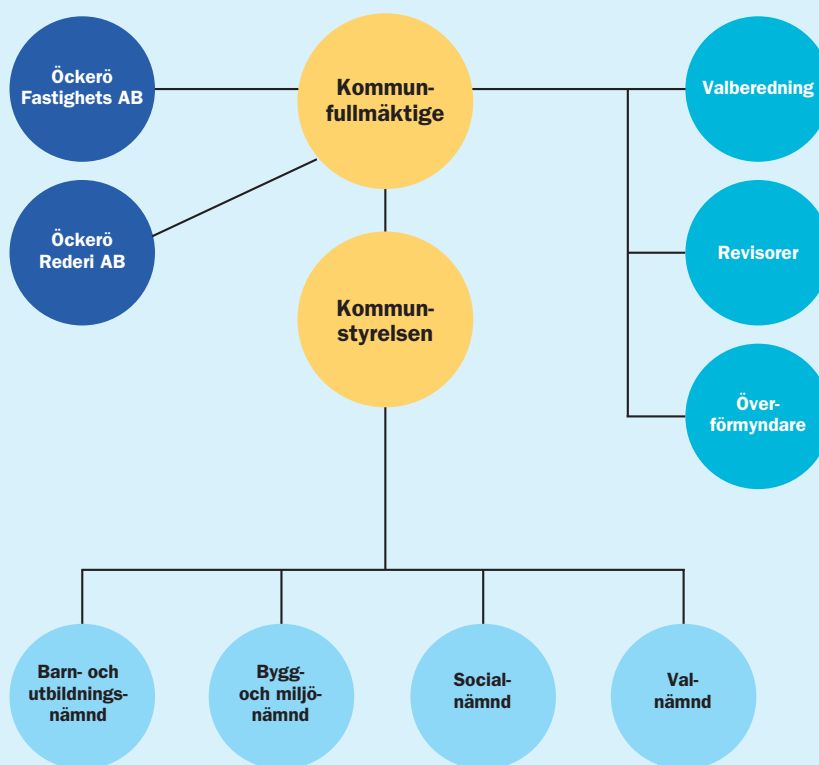 Öckerö
Fastighets AB
Kommun-
fullmäktige
Valberedning
Öckerö
Rederi AB
Revisorer
Kommun-
styrelsen
Över-
förmyndare
Barn- och
utbildnings-
nämnd
Bygg-
och miljö-
nämnd
Social-
nämnd
Val-
nämnd